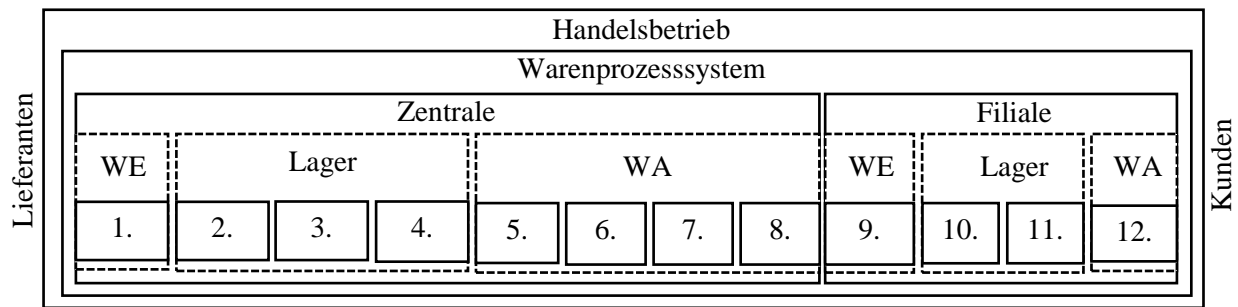 Handelsbetrieb
Warenprozesssystem
Zentrale Filiale
Lieferanten
WE Lager WA WE Lager WA
1. 2. 3. 4. 5. 6. 7. 8. 9. 10. 11. 12.
Kunden